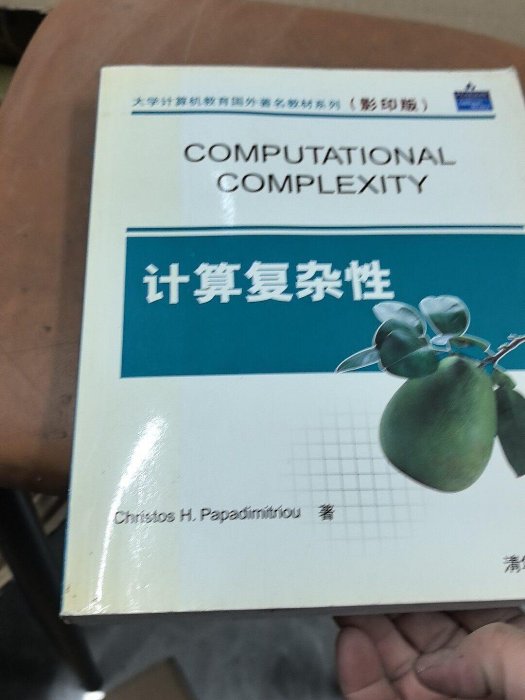 大学计算机教育国外著名教材系列（影印版）
COMPUTATIONAL
COMPLEXITY
计算复杂性
Christos H. Papadimitriou 著
清